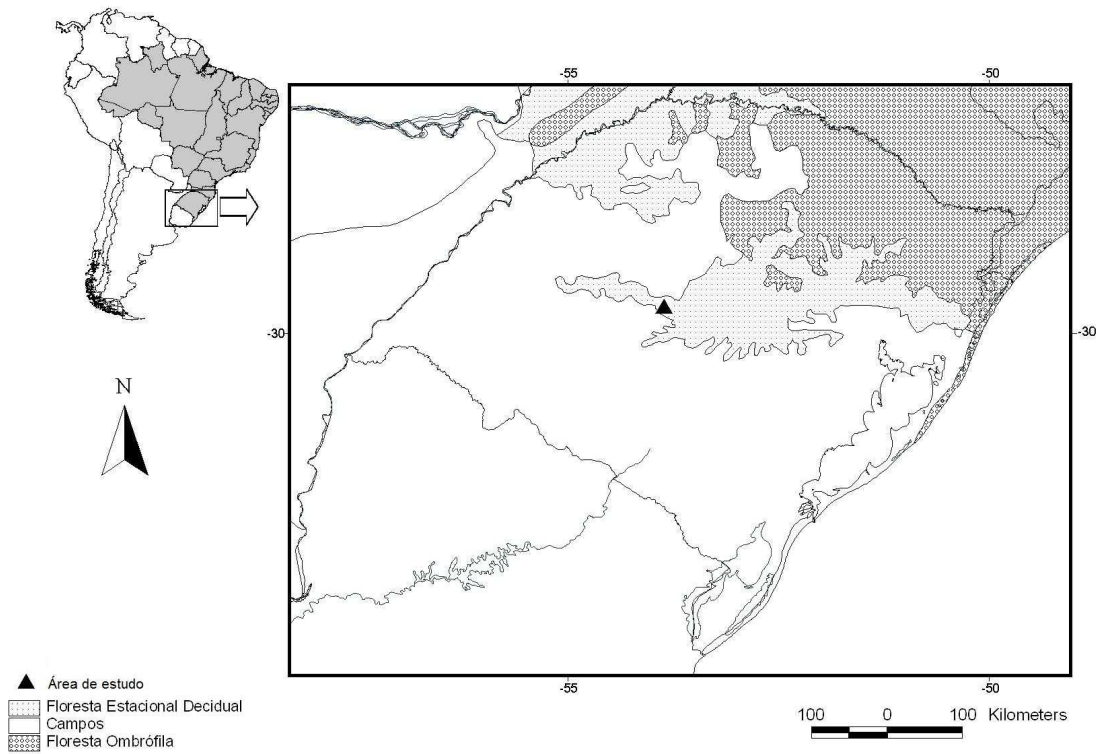 -55
-50
-30
-30
N
-55
-50
Área de estudo
Floresta Estacional Decidual
Campos
Floresta Ombrófila
100 0 100 Kilometers